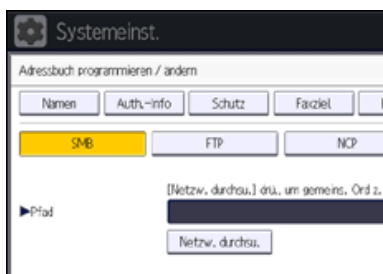 Systemeinst.
Adressbuch programmieren / ändern
Namen Auth.-Info Schutz Faxziel
SMB FTP NCP
[Netzw. durchsu.] drü., um gemeins. Ord z.
►Pfad
Netzw. durchsu.